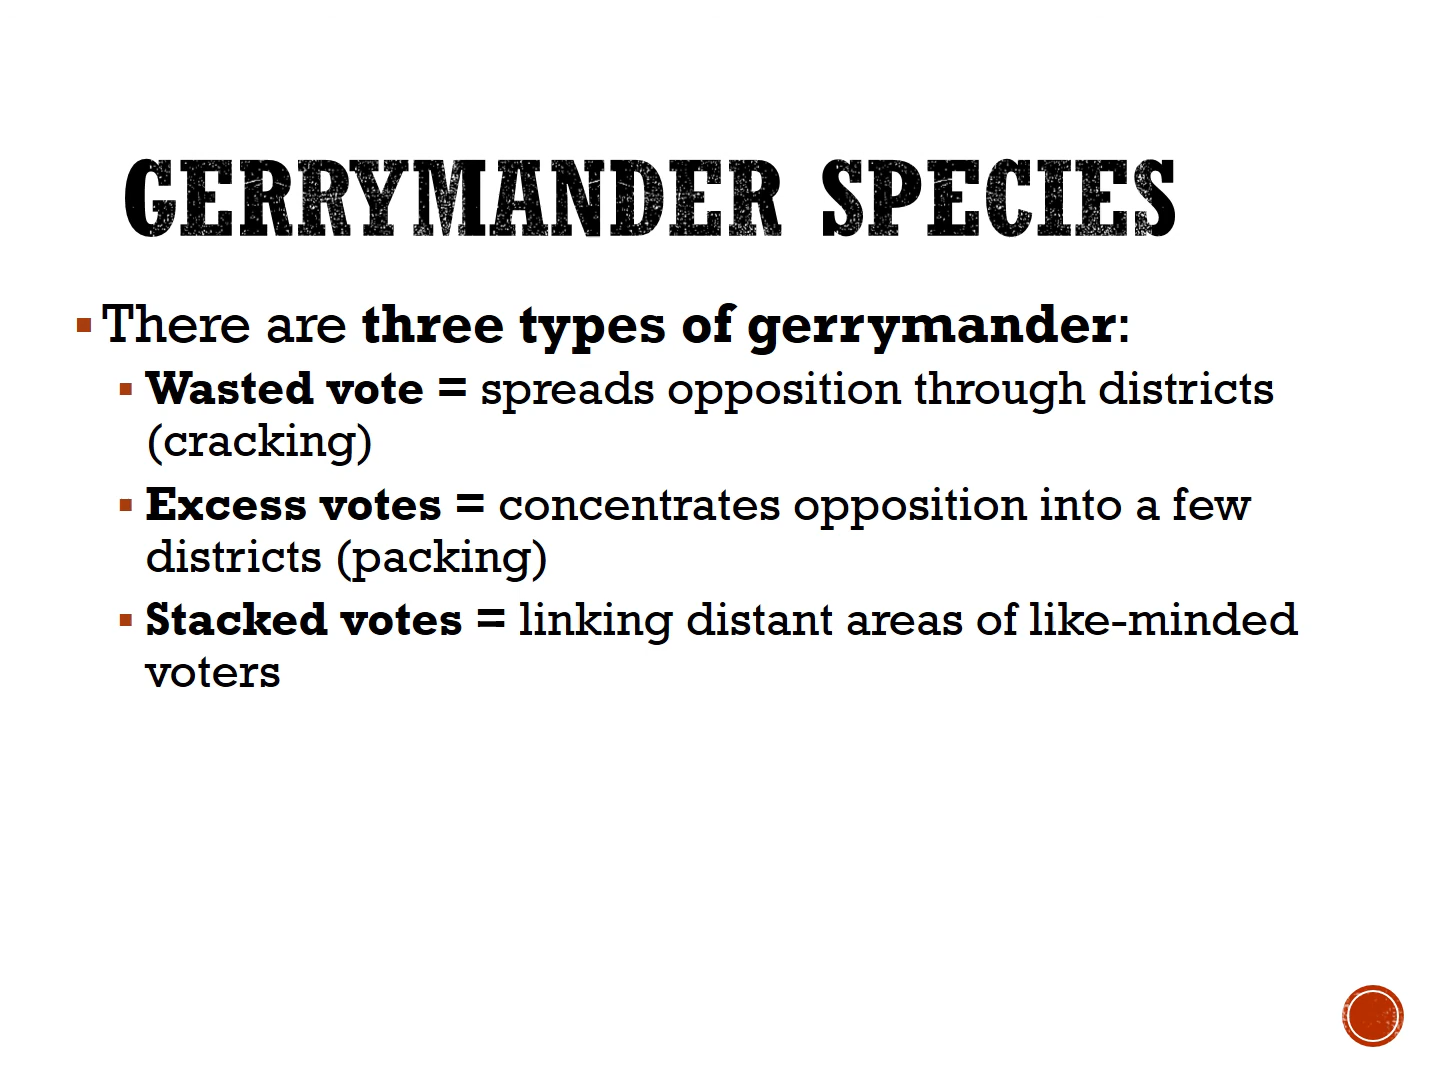 GERRYMANDER SPECIES
▪ There are three types of gerrymander:
▪ Wasted vote = spreads opposition through districts
(cracking)
▪ Excess votes = concentrates opposition into a few
districts (packing)
▪ Stacked votes = linking distant areas of like-minded
voters